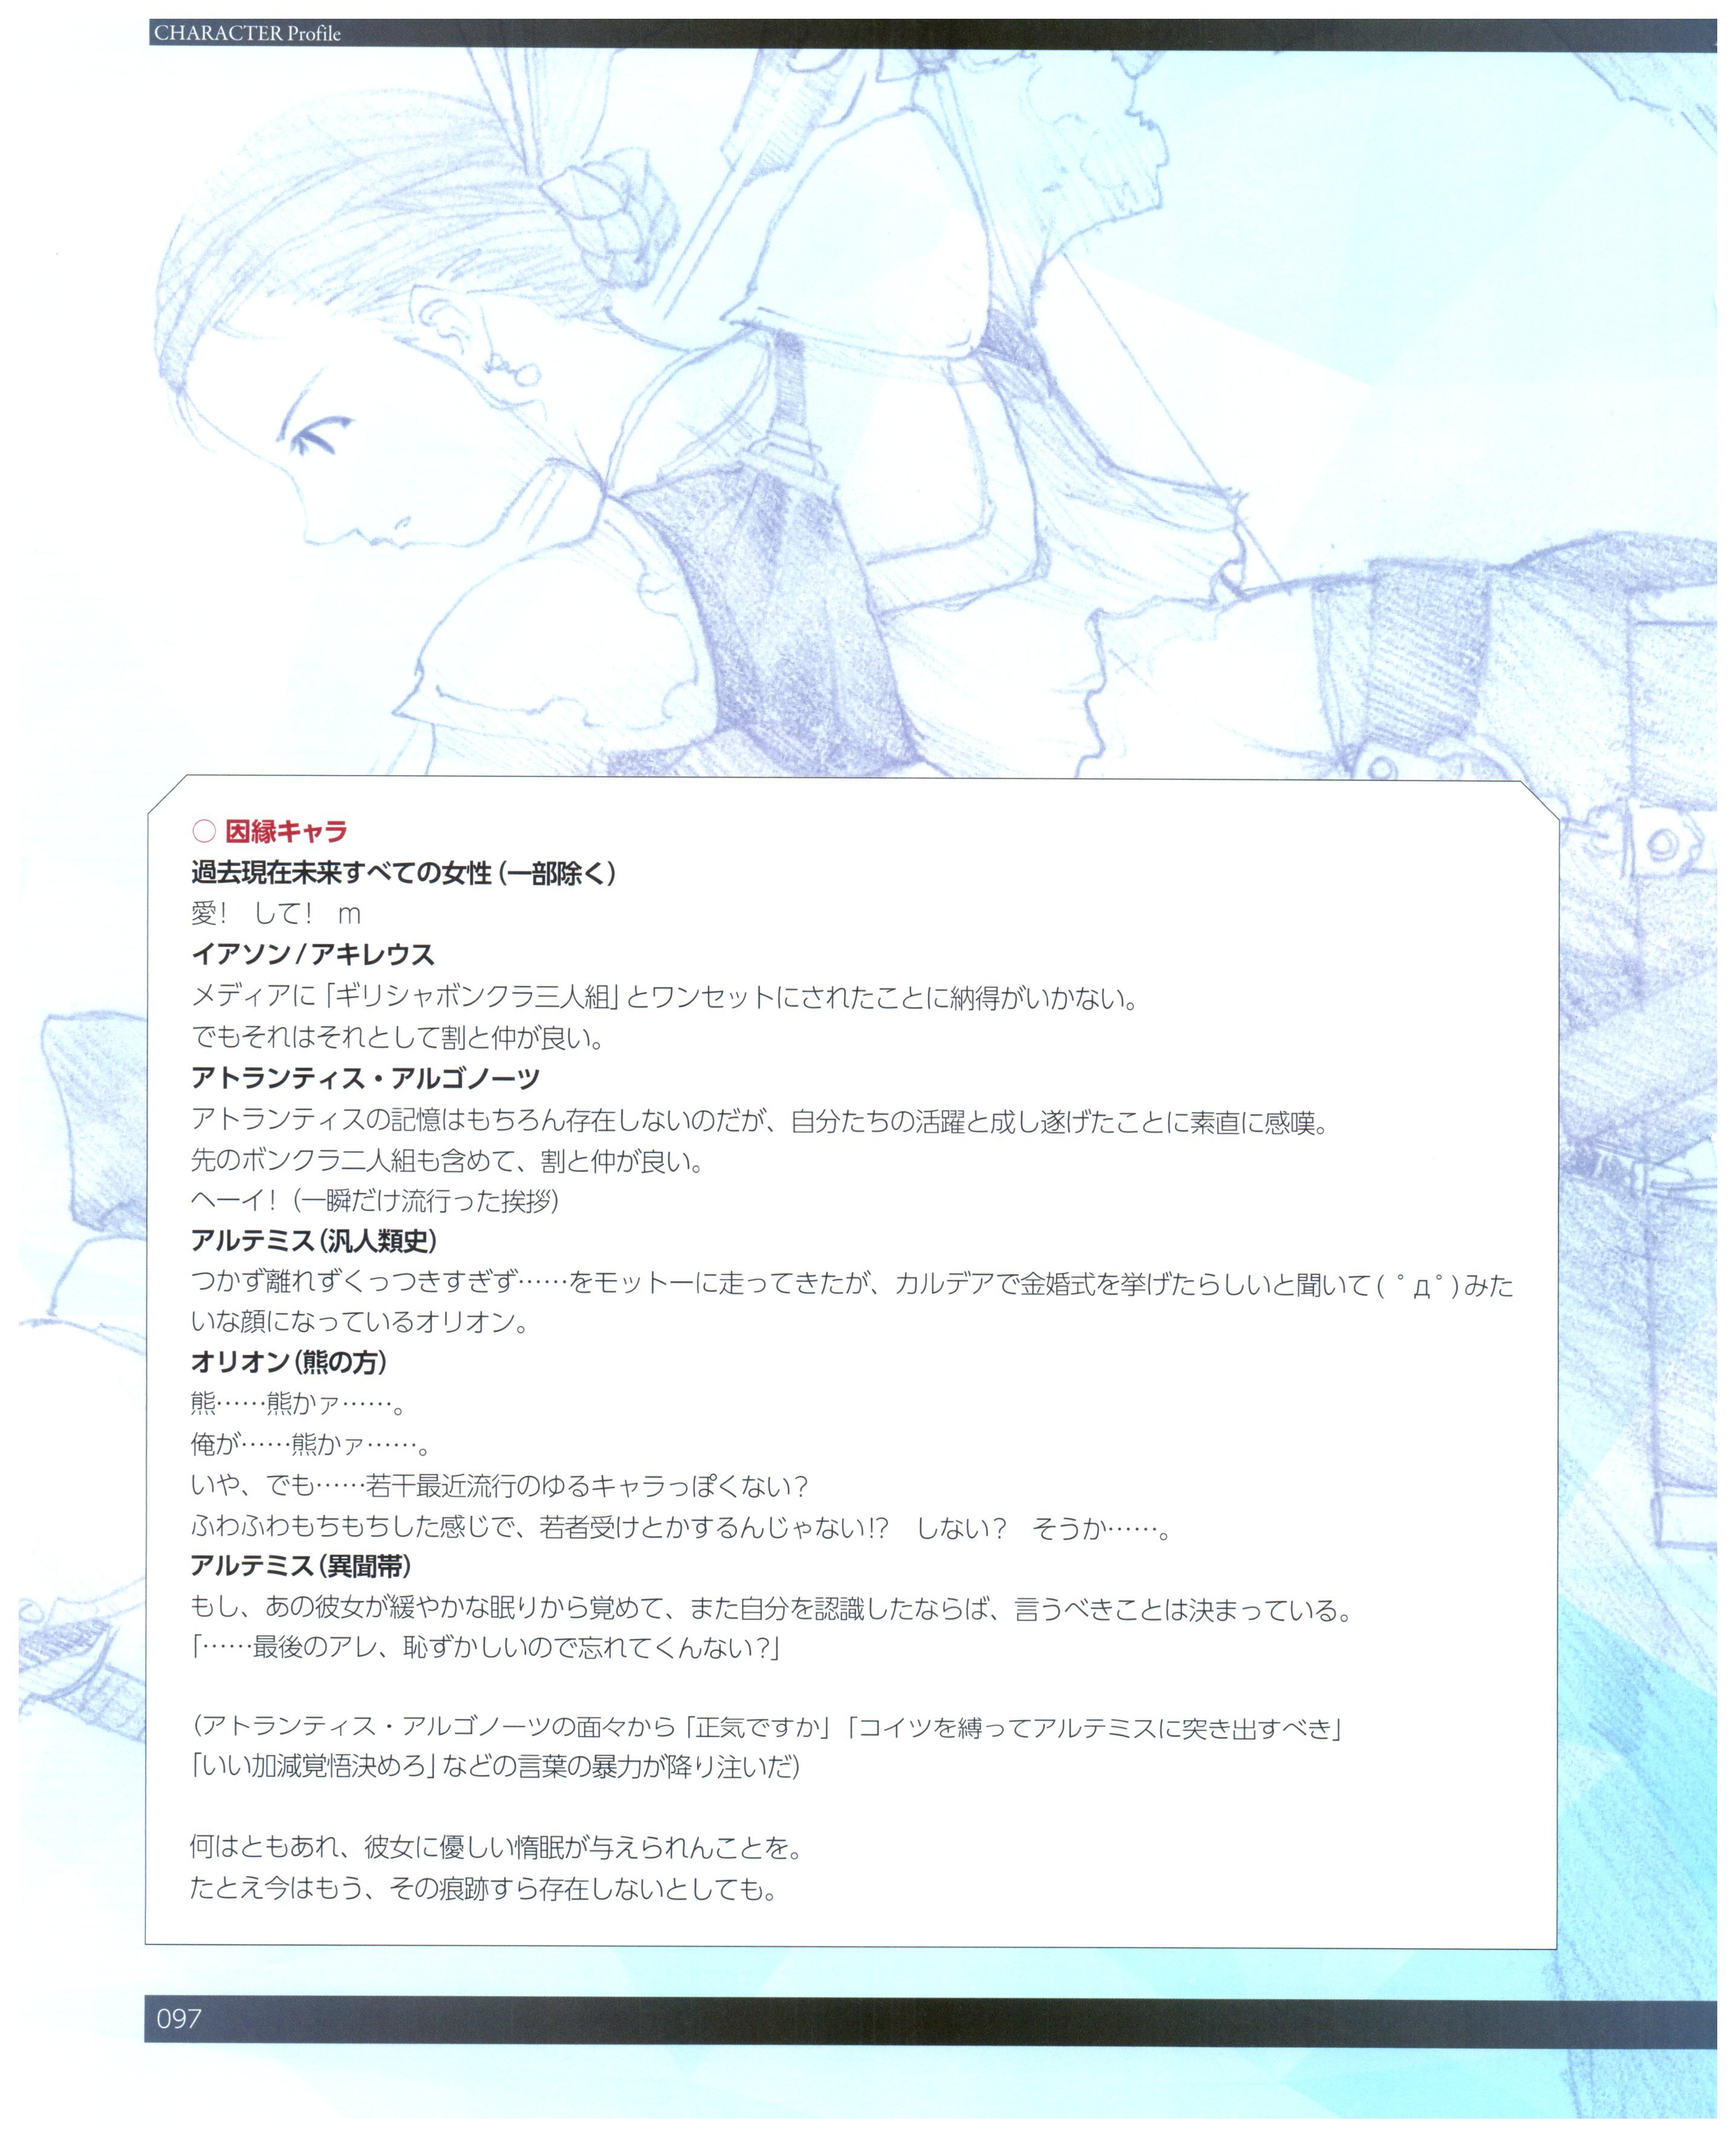 CHARACTER Profile
○ 因縁キャラ
過去現在未来すべての女性（一部除く）
愛！　して！　m
イアソン/アキレウス
メディアに「ギリシャボンクラ三人組」とワンセットにされたことに納得がいかない。
でもそれはそれとして割と仲が良い。
アトランティス・アルゴノーツ
アトランティスの記憶はもちろん存在しないのだが、自分たちの活躍と成し遂げたことに素直に感嘆。
先のボンクラ二人組も含めて、割と仲が良い。
ヘーイ！（一瞬だけ流行った挨拶）
アルテミス（汎人類史）
つかず離れずくっつきすぎず……をモットーに走ってきたが、カルデアで金婚式を挙げたらしいと聞いて( ﾟдﾟ)みた
いな顔になっているオリオン。
オリオン（熊の方）
熊……熊かァ……。
俺が……熊かァ……。
いや、でも……若干最近流行のゆるキャラっぽくない？
ふわふわもちもちした感じで、若者受けとかするんじゃない!?　しない？　そうか……。
アルテミス（異聞帯）
もし、あの彼女が緩やかな眠りから覚めて、また自分を認識したならば、言うべきことは決まっている。
「……最後のアレ、恥ずかしいので忘れてくんない？」
（アトランティス・アルゴノーツの面々から「正気ですか」「コイツを縛ってアルテミスに突き出すべき」
「いい加減覚悟決めろ」などの言葉の暴力が降り注いだ）
何はともあれ、彼女に優しい惰眠が与えられんことを。
たとえ今はもう、その痕跡すら存在しないとしても。
097